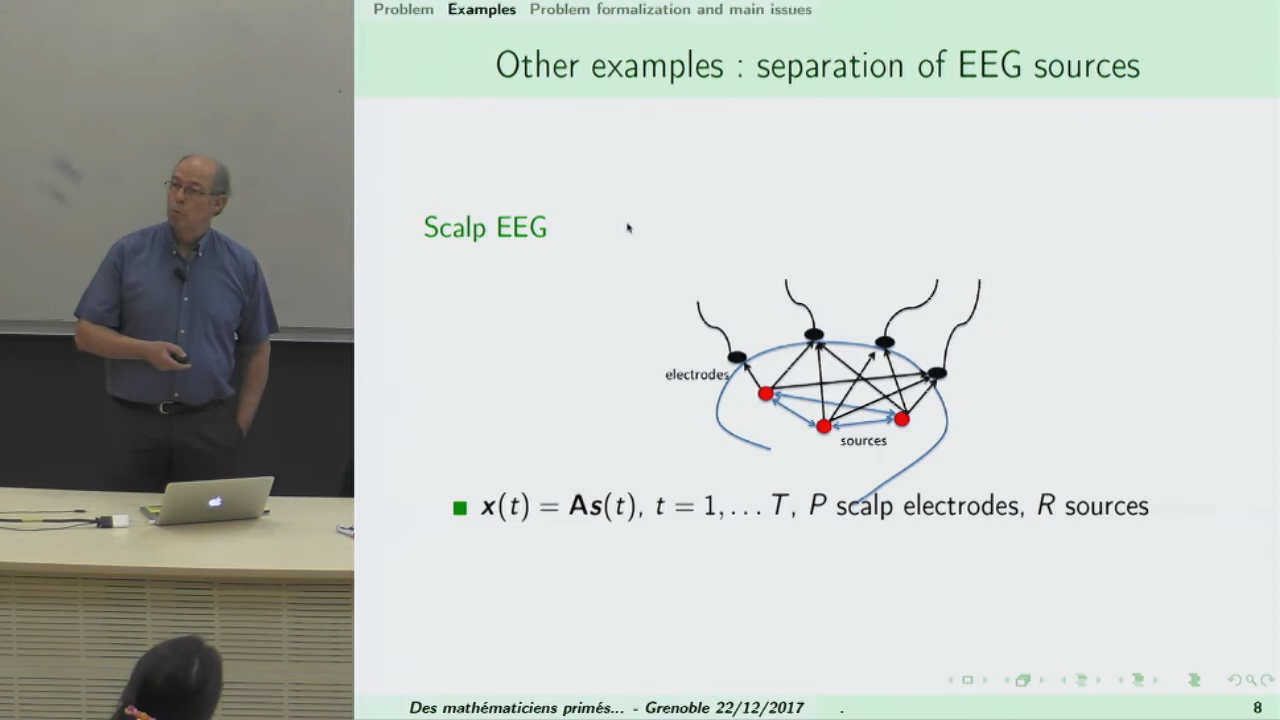 Problem Examples Problem formalization and main issues
Other examples : separation of EEG sources
Scalp EEG
electrodes
sources
x(t) = As(t), t = 1, . . . T, P scalp electrodes, R sources
Des mathématiciens primés... - Grenoble 22/12/2017 . 8